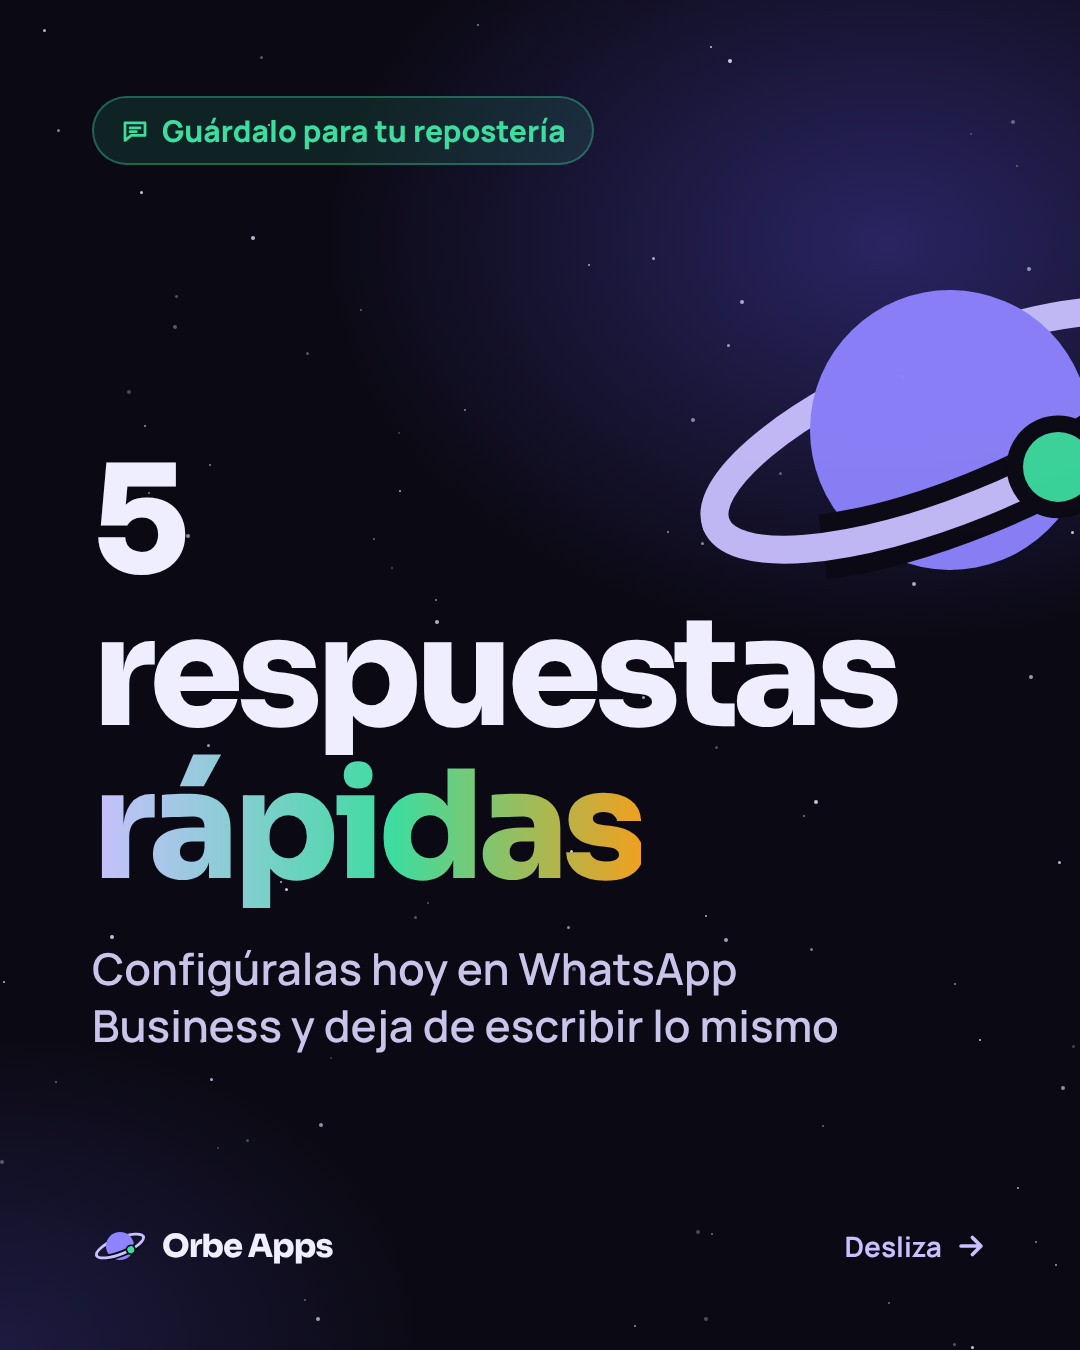 Guárdalo para tu repostería
5
respuestas
rápidas
Configúralas hoy en WhatsApp
Business y deja de escribir lo mismo
Orbe Apps
Desliza →